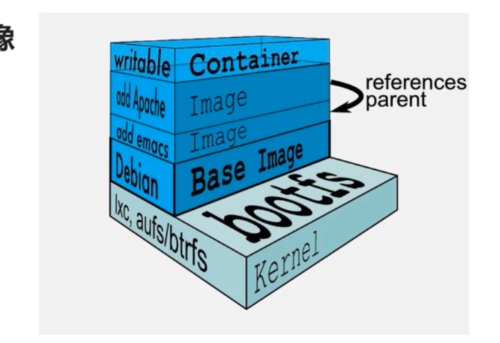 像
writable Container
add Apache Image
add emacs Image
Debian Base Image
references
parent
lxc, aufs/btrfs
bootfs
Kernel